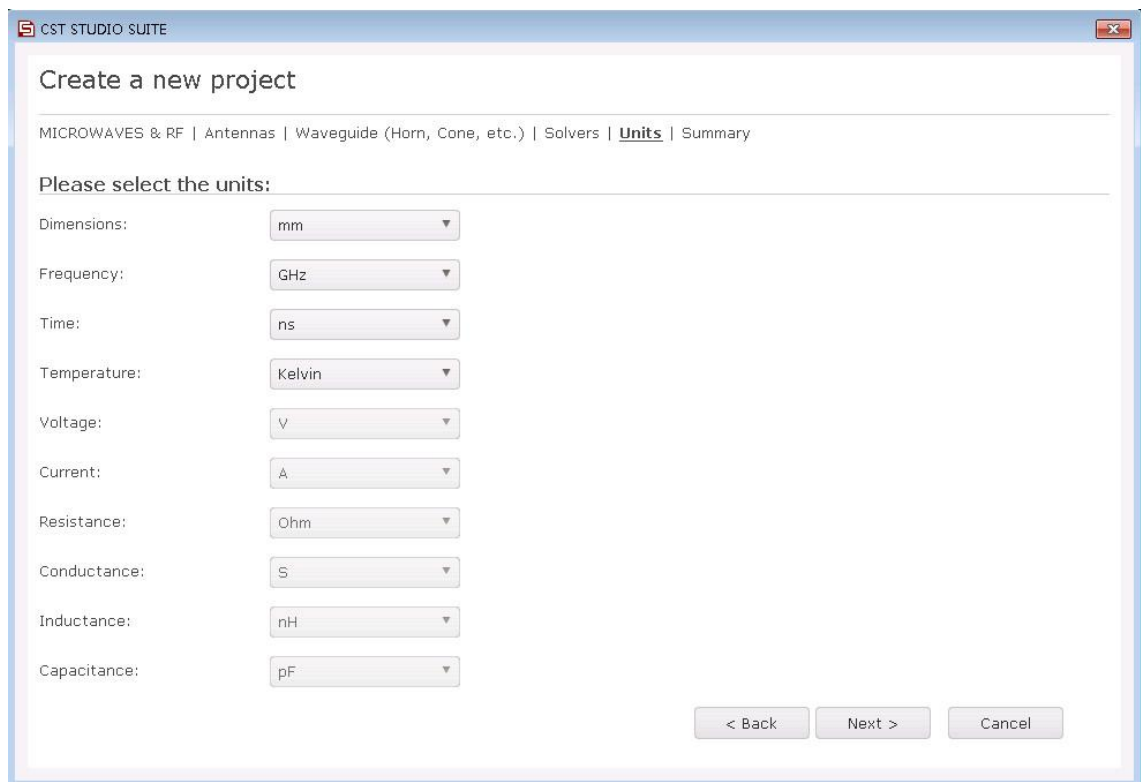 CST STUDIO SUITE
Create a new project
MICROWAVES & RF | Antennas | Waveguide (Horn, Cone, etc.) | Solvers | Units | Summary
Please select the units:
Dimensions: mm
Frequency: GHz
Time: ns
Temperature: Kelvin
Voltage: V
Current: A
Resistance: Ohm
Conductance: S
Inductance: nH
Capacitance: pF
< Back Next > Cancel